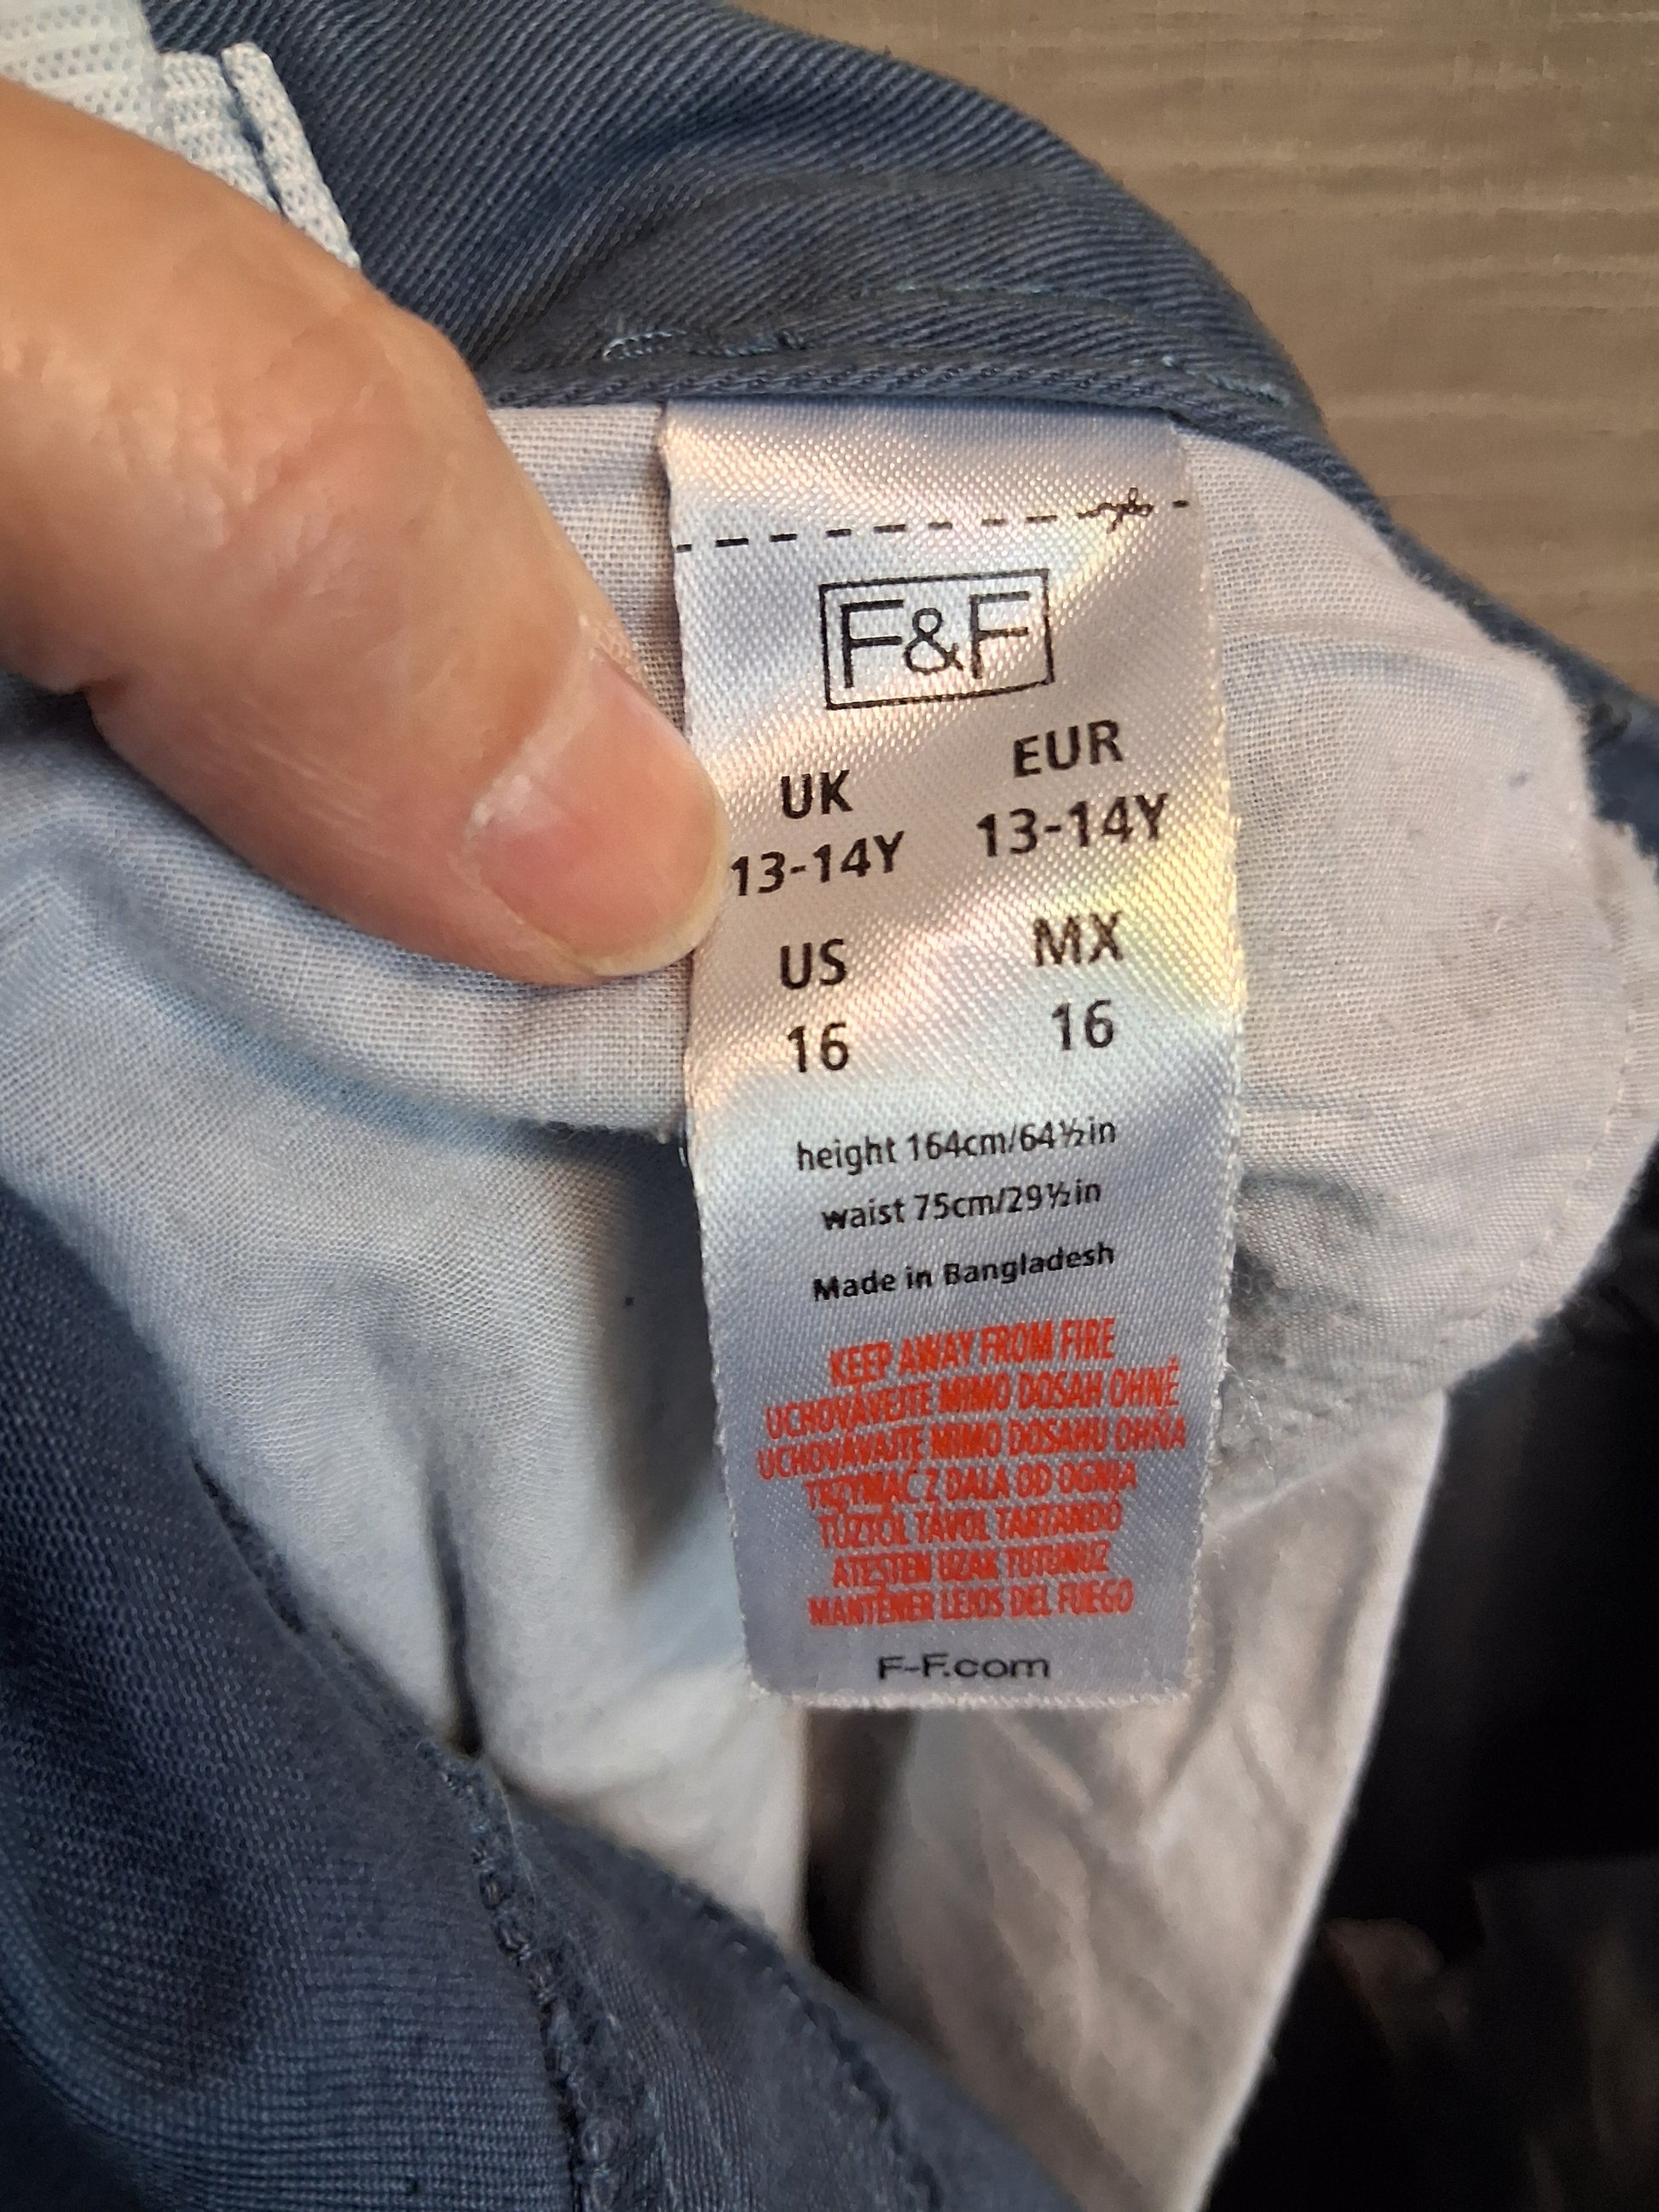 F&F
UK EUR
13-14Y 13-14Y
US MX
16 16
height 164cm/64½in
waist 75cm/29½in
Made in Bangladesh
KEEP AWAY FROM FIRE
UCHOVÁVEJTE MIMO DOSAH OHNĚ
UCHOVÁVAJTE MIMO DOSAHU OHŇA
TRZYMAĆ Z DALA OD OGNIA
TŰZTŐL TÁVOL TARTANDÓ
ATEŞTEN UZAK TUTUNUZ
MANTENER LEJOS DEL FUEGO
F-F.com